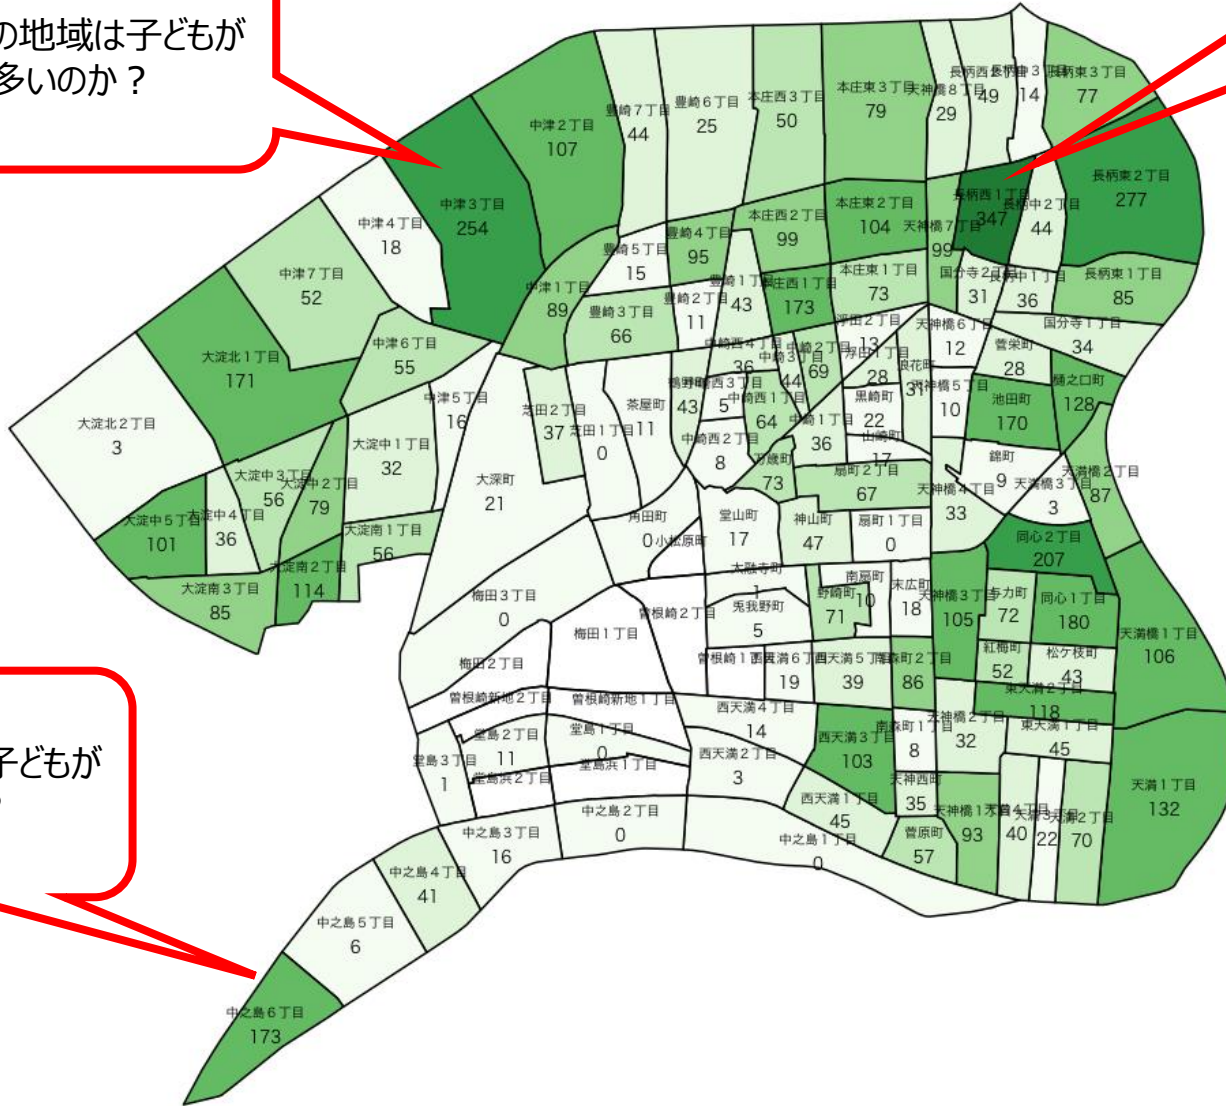 の地域は子どもが
多いのか？
子どもが
中津２丁目
107
豊崎７丁目
44
豊崎６丁目
25
本庄西３丁目
50
本庄東３丁目
79
天神橋８丁目
29
49
14
長柄東３丁目
77
中津３丁目
254
中津４丁目
18
中津７丁目
52
大淀北１丁目
171
大淀北２丁目
3
中津６丁目
55
中津１丁目
89
豊崎５丁目
15
豊崎４丁目
95
本庄西２丁目
99
本庄東２丁目
104
天神橋７丁目
99
長柄西１丁目
347
長柄中２丁目
44
長柄東２丁目
277
豊崎３丁目
66
豊崎２丁目
11
豊崎１丁目
43
本庄西１丁目
173
本庄東１丁目
73
国分寺２丁目
31
長柄中１丁目
36
長柄東１丁目
85
浮田２丁目
13
天神橋６丁目
12
国分寺１丁目
34
中崎西４丁目
36
中崎３丁目
44
中崎２丁目
69
浮田１丁目
28
浪花町
31
菅栄町
28
樋之口町
128
中津５丁目
16
芝田２丁目
37
芝田１丁目
0
茶屋町
11
鶴野町
43
中崎西３丁目
5
中崎西１丁目
64
中崎１丁目
36
黒崎町
22
天神橋５丁目
10
池田町
170
大淀中１丁目
32
中崎西２丁目
8
山崎町
17
錦町
9
天満橋３丁目
3
天満橋２丁目
87
大淀中３丁目
56
大淀中２丁目
79
大深町
21
万歳町
73
扇町２丁目
67
天神橋４丁目
33
大淀中５丁目
101
大淀中４丁目
36
大淀南１丁目
56
角田町
0
小松原町
堂山町
17
神山町
47
扇町１丁目
0
同心２丁目
207
大淀南３丁目
85
大淀南２丁目
114
梅田３丁目
0
太融寺町
1
野崎町
71
南扇町
10
末広町
18
天神橋３丁目
105
与力町
72
同心１丁目
180
兎我野町
5
曽根崎２丁目
梅田１丁目
天満橋１丁目
106
梅田２丁目
曽根崎１丁目
西天満６丁目
19
西天満５丁目
39
南森町２丁目
86
紅梅町
52
松ケ枝町
43
曽根崎新地２丁目
曽根崎新地１丁目
東天満２丁目
118
西天満４丁目
14
堂島２丁目
11
堂島１丁目
0
西天満３丁目
103
南森町１丁目
8
天神橋２丁目
32
東天満１丁目
45
堂島３丁目
1
堂島浜２丁目
堂島浜１丁目
西天満２丁目
3
天神西町
35
天満１丁目
132
西天満１丁目
45
中之島２丁目
0
中之島３丁目
16
中之島１丁目
0
菅原町
57
天神橋１丁目
93
天満４丁目
40
天満３丁目
22
天満２丁目
70
中之島４丁目
41
中之島５丁目
6
中之島６丁目
173